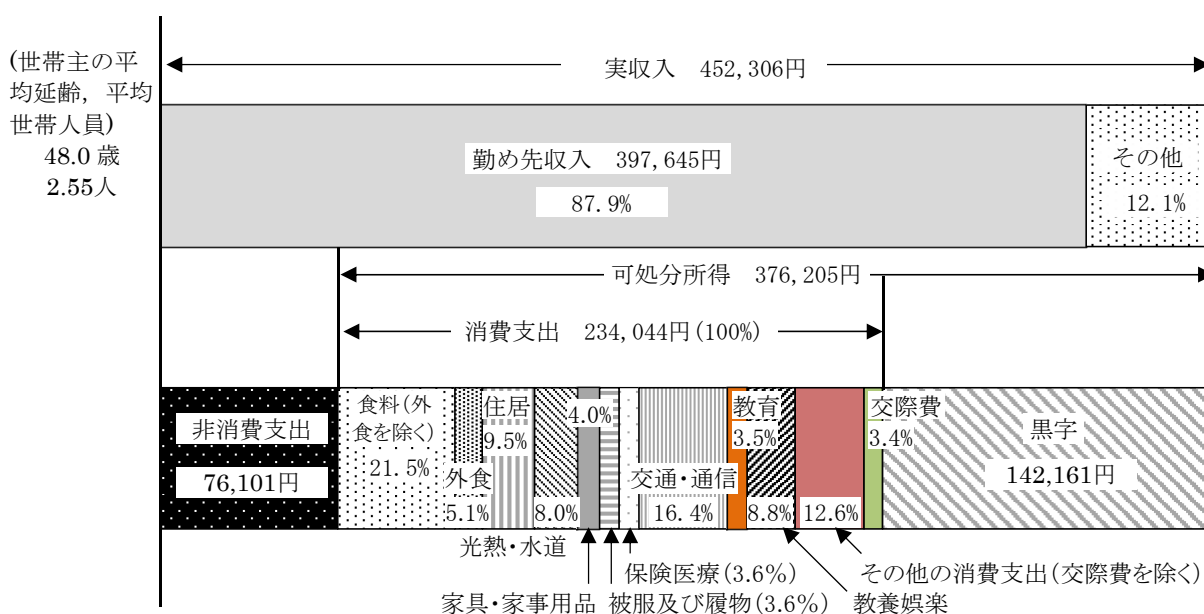 (世帯主の平
均延齢，平均
世帯人員)
48.0 歳
2.55人
実収入　452,306円
勤め先収入　397,645円
87.9%
その他
12.1%
可処分所得　376,205円
消費支出　234,044円(100%)
非消費支出
76,101円
食料(外
食を除く)
21.5%
外食
5.1%
住居
9.5%
8.0%
光熱・水道
4.0%
家具・家事用品
被服及び履物(3.6%)
保険医療(3.6%)
交通・通信
16.4%
教育
3.5%
8.8%
教養娯楽
12.6%
その他の消費支出(交際費を除く)
交際費
3.4%
黒字
142,161円